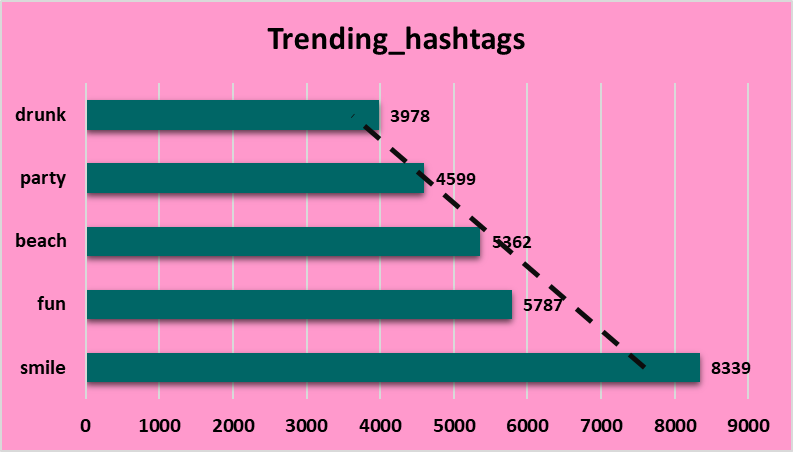 Trending_hashtags
drunk 3978
party 4599
beach 5362
fun 5787
smile 8339
0 1000 2000 3000 4000 5000 6000 7000 8000 9000